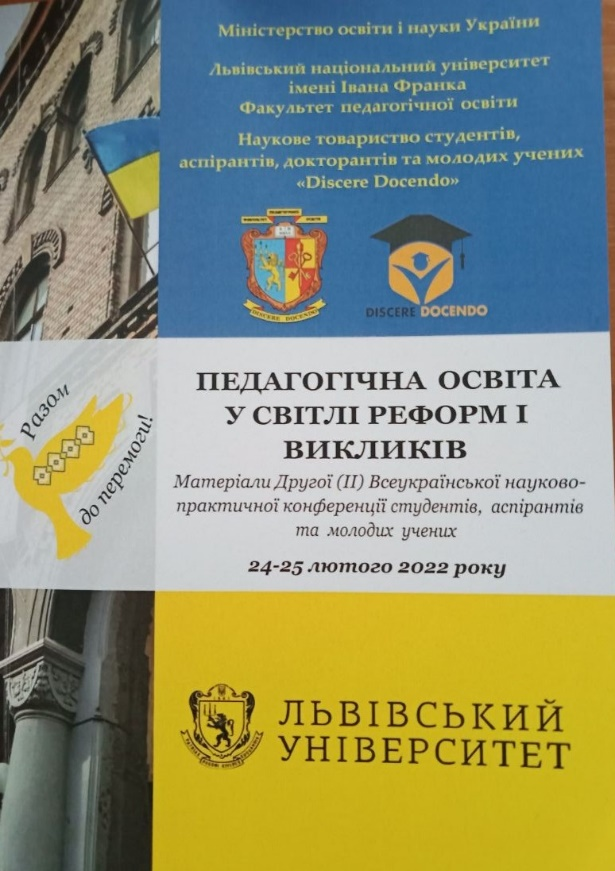 Міністерство освіти і науки України
Львівський національний університет
імені Івана Франка
Факультет педагогічної освіти
Наукове товариство студентів,
аспірантів, докторантів та молодих учених
«Discere Docendo»
DISCERE DOCENDO
DISCERE DOCENDO
ПЕДАГОГІЧНА ОСВІТА
У СВІТЛІ РЕФОРМ І
ВИКЛИКІВ
Разом
до перемоги!
Матеріали Другої (ІІ) Всеукраїнської науково-
практичної конференції студентів, аспірантів
та молодих учених
24-25 лютого 2022 року
ЛЬВІВСЬКИЙ
УНІВЕРСИТЕТ